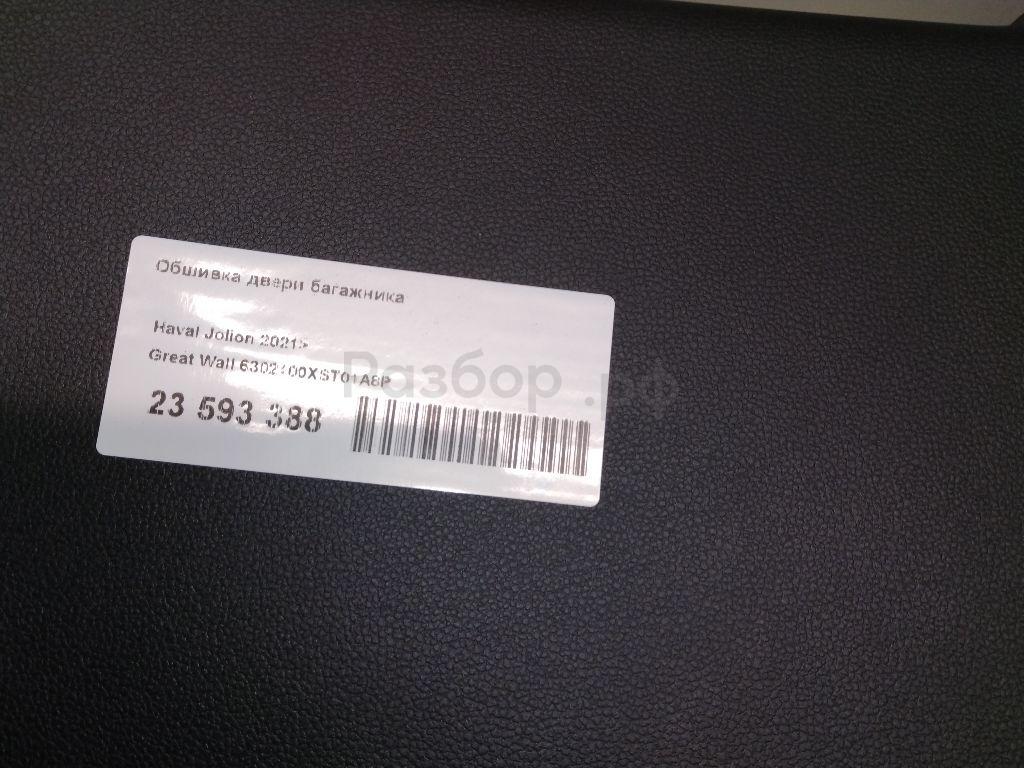 Обшивка двери багажника
Haval Jolion 2021>
Great Wall 6302100XST01A8P
23 593 388
Разбор.рф